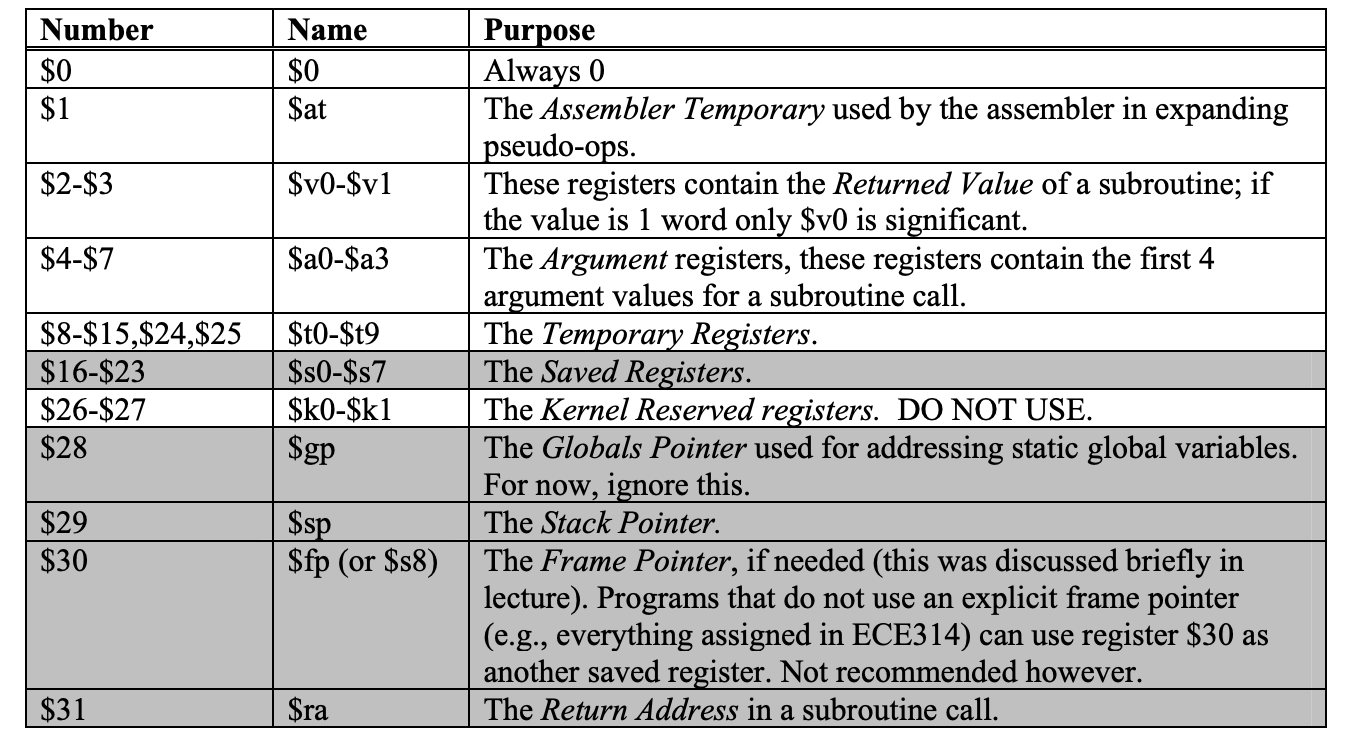 Number Name Purpose
$0 $0 Always 0
$1 $at The Assembler Temporary used by the assembler in expanding
pseudo-ops.
$2-$3 $v0-$v1 These registers contain the Returned Value of a subroutine; if
the value is 1 word only $v0 is significant.
$4-$7 $a0-$a3 The Argument registers, these registers contain the first 4
argument values for a subroutine call.
$8-$15,$24,$25 $t0-$t9 The Temporary Registers.
$16-$23 $s0-$s7 The Saved Registers.
$26-$27 $k0-$k1 The Kernel Reserved registers. DO NOT USE.
$28 $gp The Globals Pointer used for addressing static global variables.
For now, ignore this.
$29 $sp The Stack Pointer.
$30 $fp (or $s8) The Frame Pointer, if needed (this was discussed briefly in
lecture). Programs that do not use an explicit frame pointer
(e.g., everything assigned in ECE314) can use register $30 as
another saved register. Not recommended however.
$31 $ra The Return Address in a subroutine call.